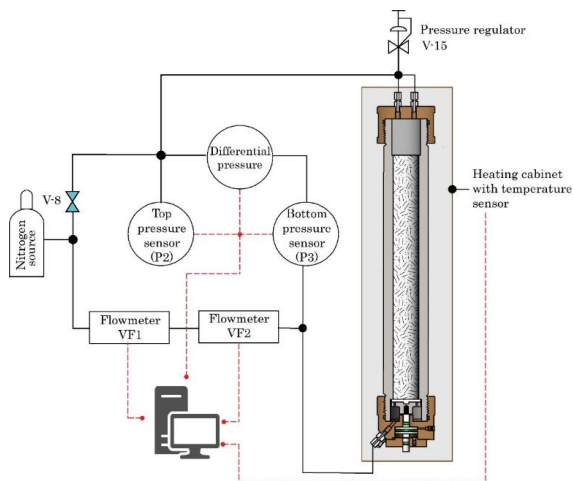 Pressure regulator
V-15
Differential
pressure
Heating cabinet
with temperature
sensor
V-8
Nitrogen
source
Top
pressure
sensor
(P2)
Bottom
pressure
sensor
(P3)
Flowmeter
VF1
Flowmeter
VF2